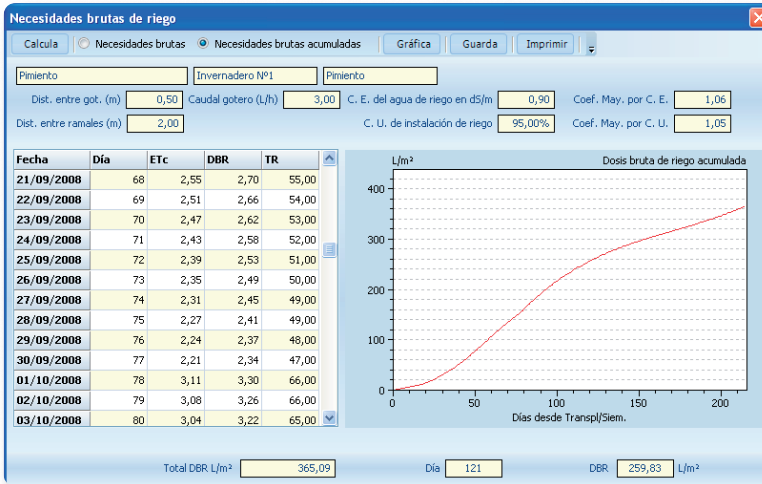 Necesidades brutas de riego
Calcula Necesidades brutas Necesidades brutas acumuladas Gráfica Guarda Imprimir
Pimiento Invernadero Nº1 Pimiento
Dist. entre got. (m) 0,50 Caudal gotero (L/h) 3,00 C. E. del agua de riego en dS/m 0,90 Coef. May. por C. E. 1,06
Dist. entre ramales (m) 2,00 C. U. de instalación de riego 95,00% Coef. May. por C. U. 1,05
Fecha Día ETc DBR TR
21/09/2008 68 2,55 2,70 55,00
22/09/2008 69 2,51 2,66 54,00
23/09/2008 70 2,47 2,62 53,00
24/09/2008 71 2,43 2,58 52,00
25/09/2008 72 2,39 2,53 51,00
26/09/2008 73 2,35 2,49 50,00
27/09/2008 74 2,31 2,45 49,00
28/09/2008 75 2,27 2,41 49,00
29/09/2008 76 2,24 2,37 48,00
30/09/2008 77 2,21 2,34 47,00
01/10/2008 78 3,11 3,30 66,00
02/10/2008 79 3,08 3,26 66,00
03/10/2008 80 3,04 3,22 65,00
L/m² Dosis bruta de riego acumulada
400
300
200
100
0
0 50 100 150 200
Días desde Transpl/Siem.
Total DBR L/m² 365,09 Día 121 DBR 259,83 L/m²